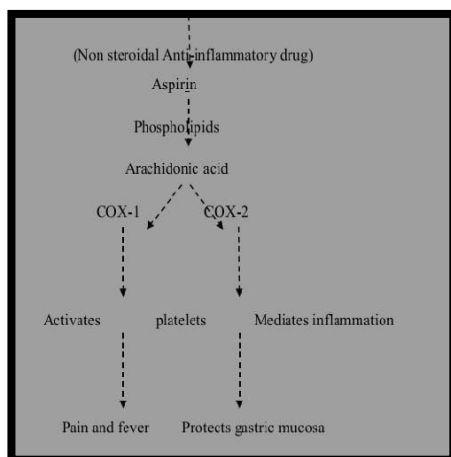 (Non steroidal Anti-inflammatory drug)
Aspirin
Phospholipids
Arachidonic acid
COX-1 COX-2
Activates platelets Mediates inflammation
Pain and fever Protects gastric mucosa